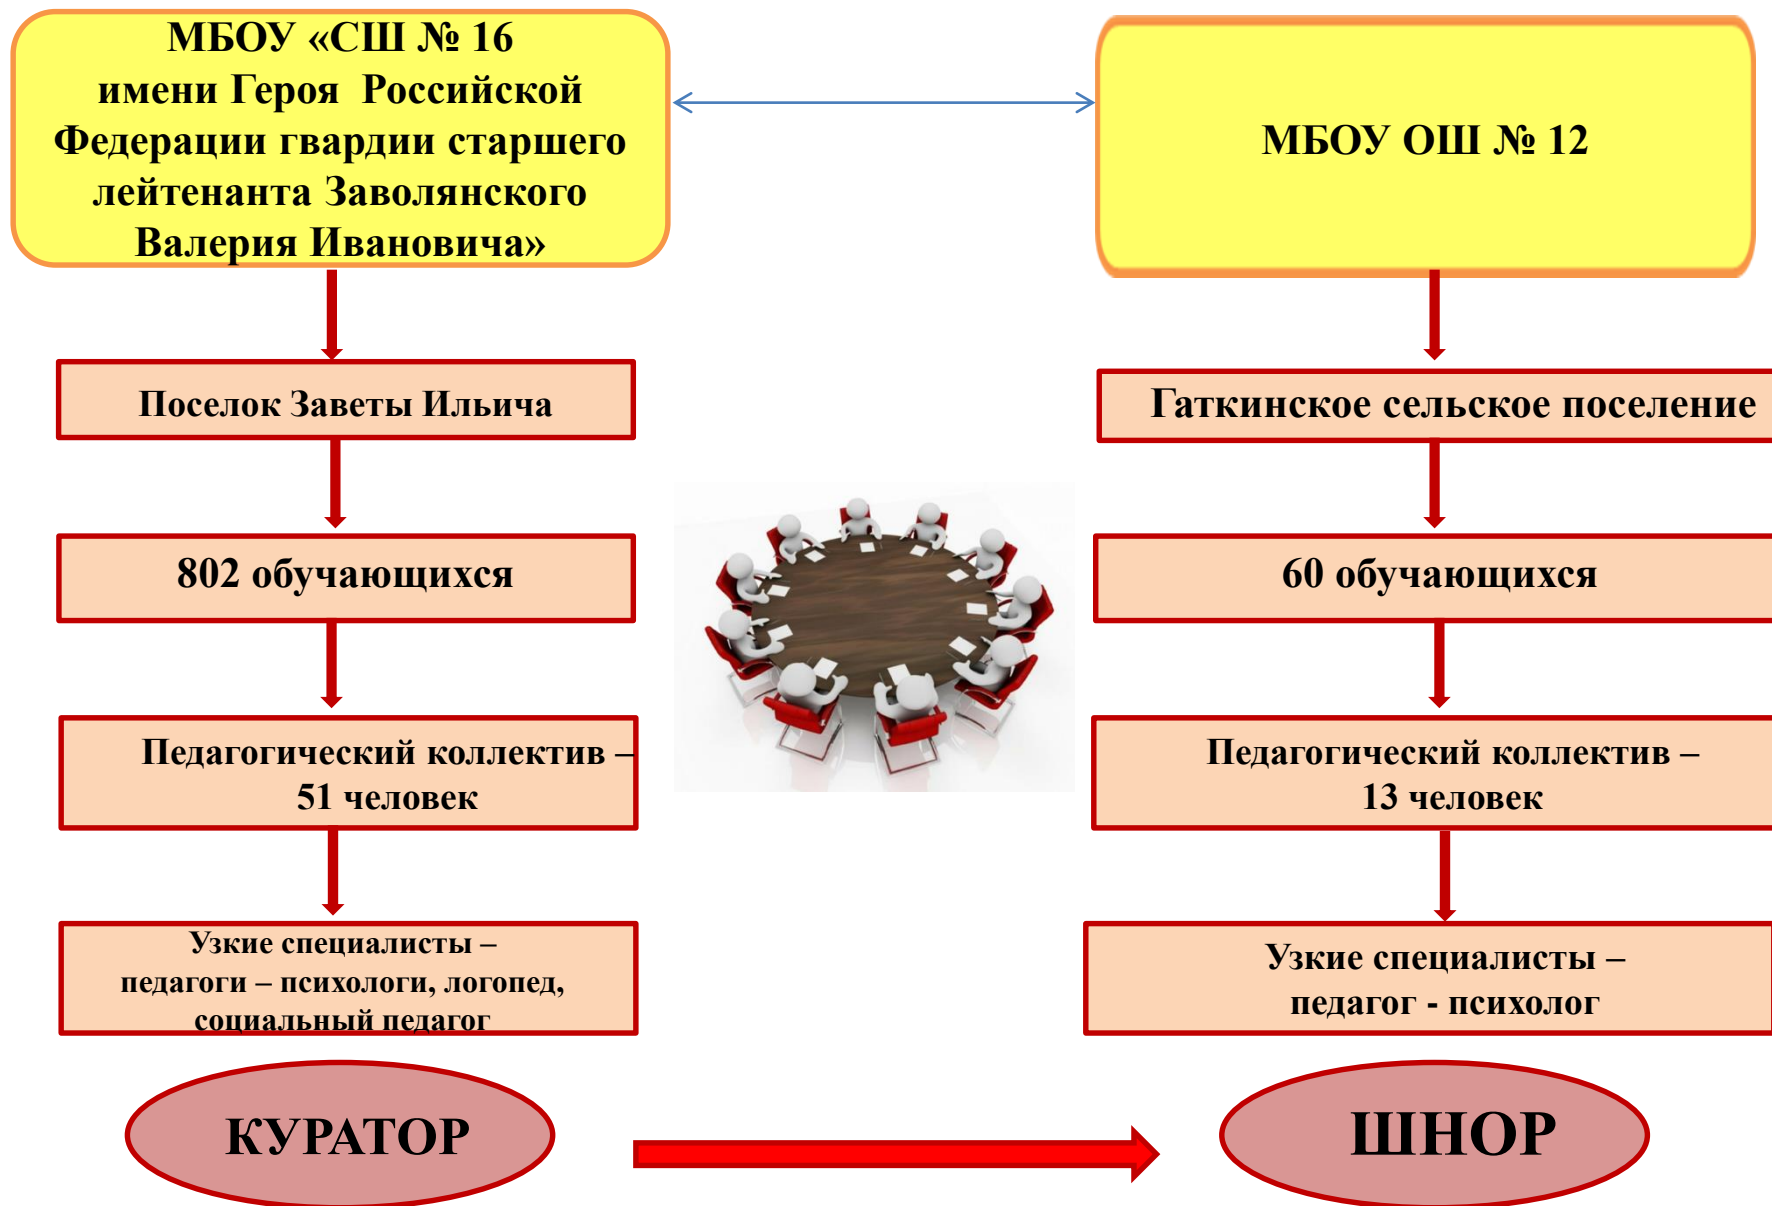 МБОУ «СШ № 16
имени Героя Российской
Федерации гвардии старшего
лейтенанта Заволянского
Валерия Ивановича»
Поселок Заветы Ильича
802 обучающихся
Педагогический коллектив –
51 человек
Узкие специалисты –
педагоги – психологи, логопед,
социальный педагог
КУРАТОР
МБОУ ОШ № 12
Гаткинское сельское поселение
60 обучающихся
Педагогический коллектив –
13 человек
Узкие специалисты –
педагог - психолог
ШНОР